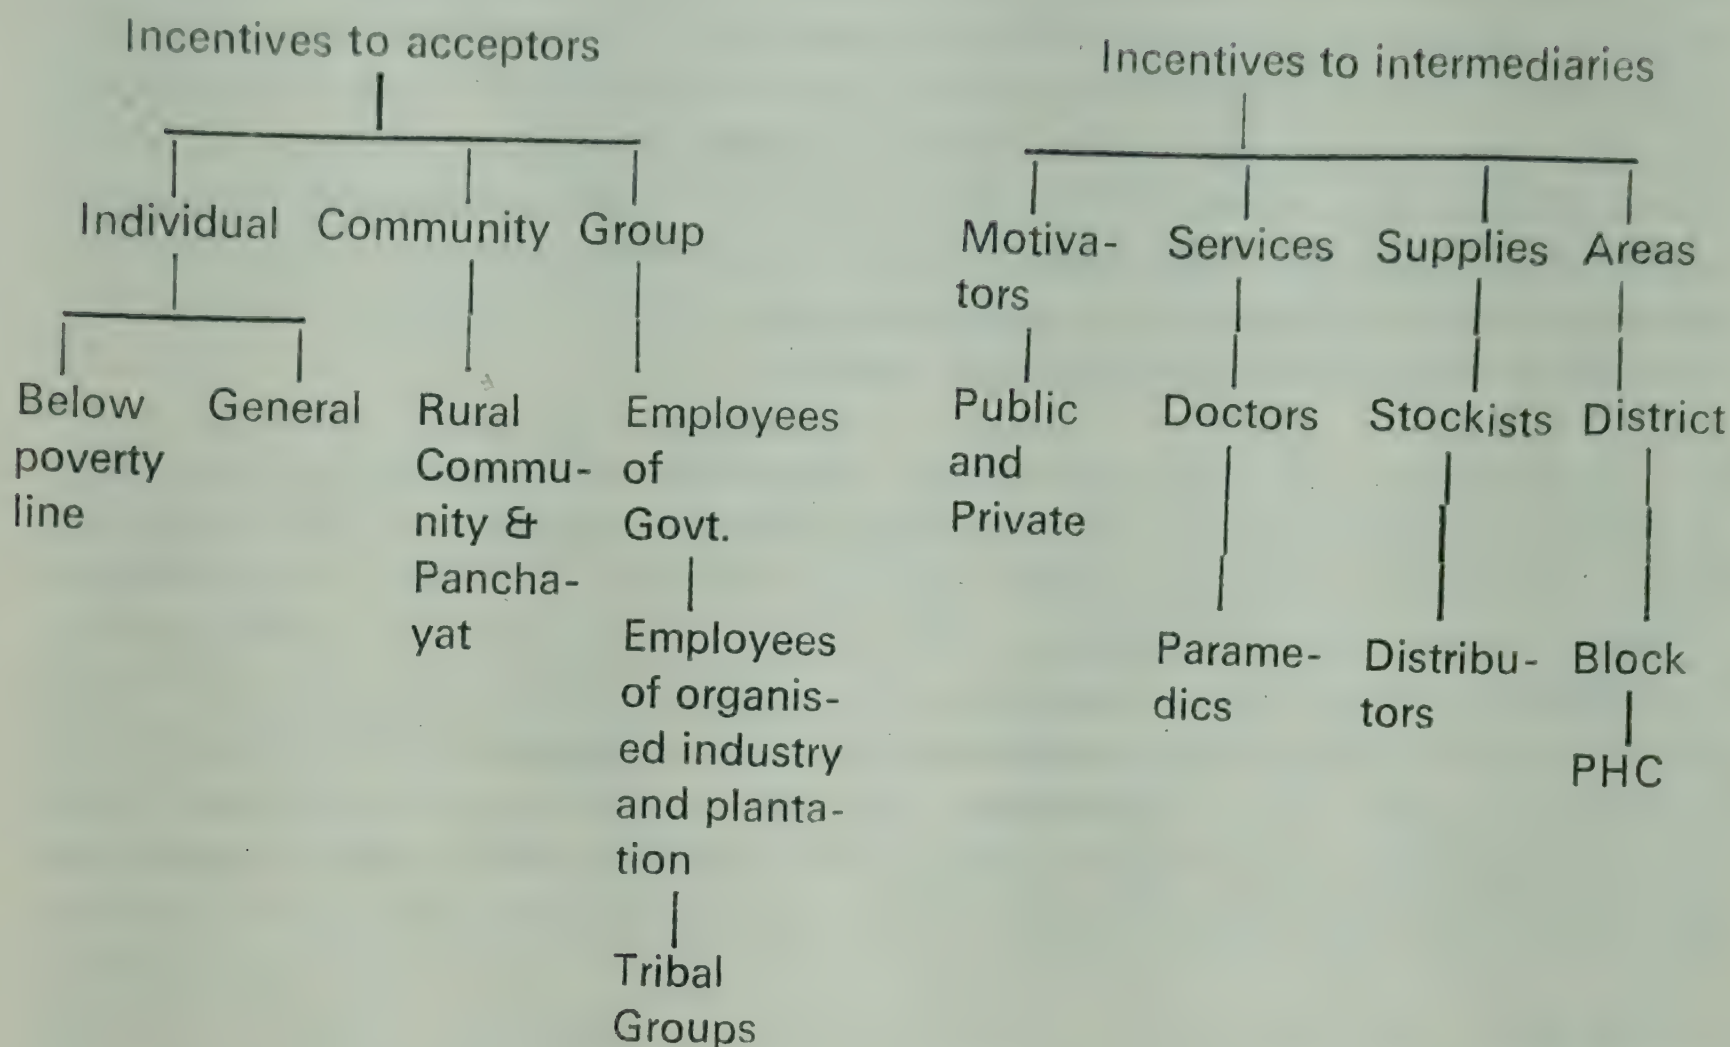 Incentives to acceptors
Individual Community Group
Below
poverty
line
General
Rural
Commu-
nity &
Pancha-
yat
Employees
of
Govt.
Employees
of organis-
ed industry
and planta-
tion
Tribal
Groups
Incentives to intermediaries
Motiva-
tors
Services
Supplies
Areas
Public
and
Private
Doctors
Parame-
dics
Stockists
Distribu-
tors
District
Block
PHC